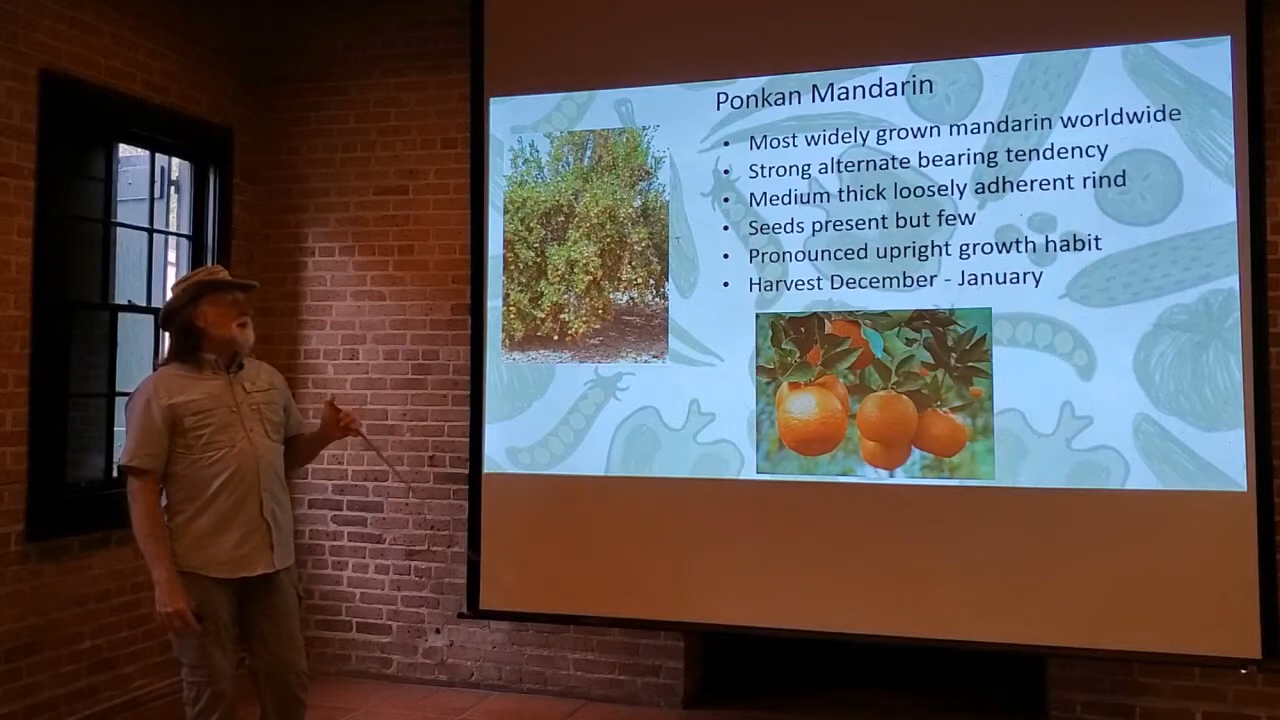 Ponkan Mandarin
• Most widely grown mandarin worldwide
• Strong alternate bearing tendency
• Medium thick loosely adherent rind
• Seeds present but few
• Pronounced upright growth habit
• Harvest December - January